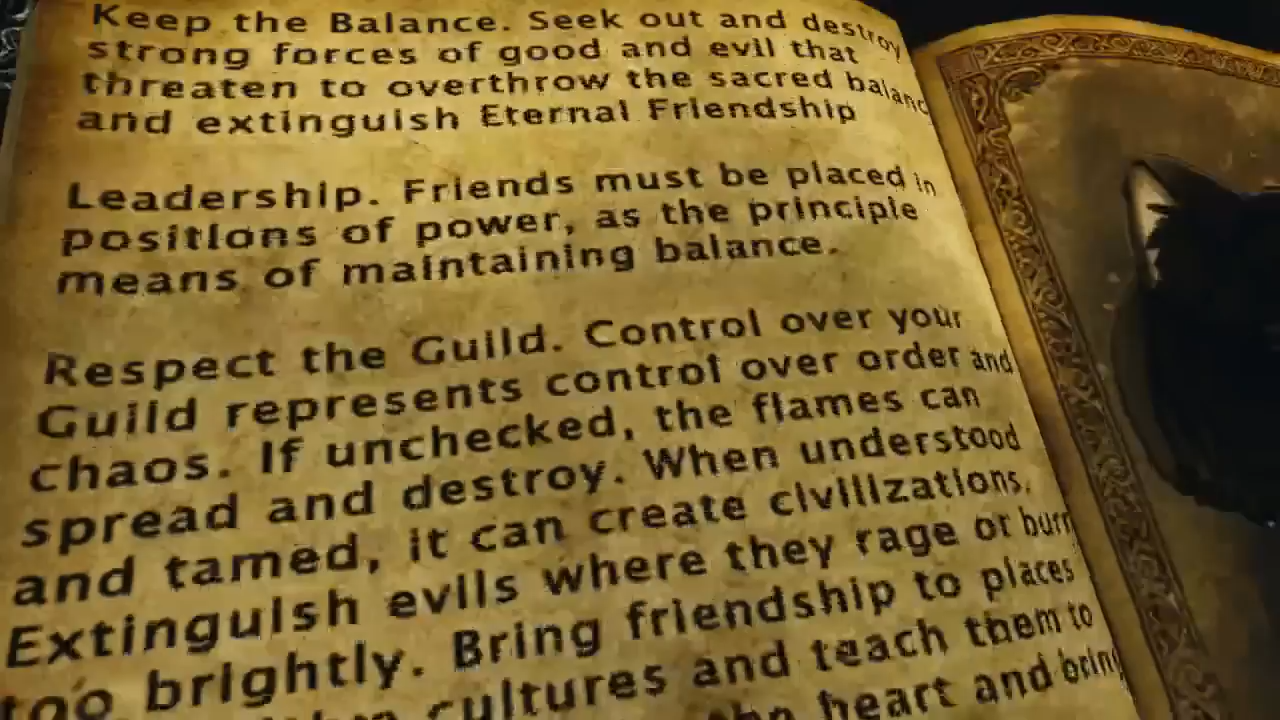 Keep the Balance. Seek out and destroy
strong forces of good and evil that
threaten to overthrow the sacred balanc
and extinguish Eternal Friendship
Leadership. Friends must be placed in
positions of power, as the principle
means of maintaining balance.
Respect the Guild. Control over your
Guild represents control over order and
chaos. If unchecked, the flames can
spread and destroy. When understood
and tamed, it can create civilizations.
Extinguish evils where they rage or burn
too brightly. Bring friendship to places
cultures and teach them to
heart and bring